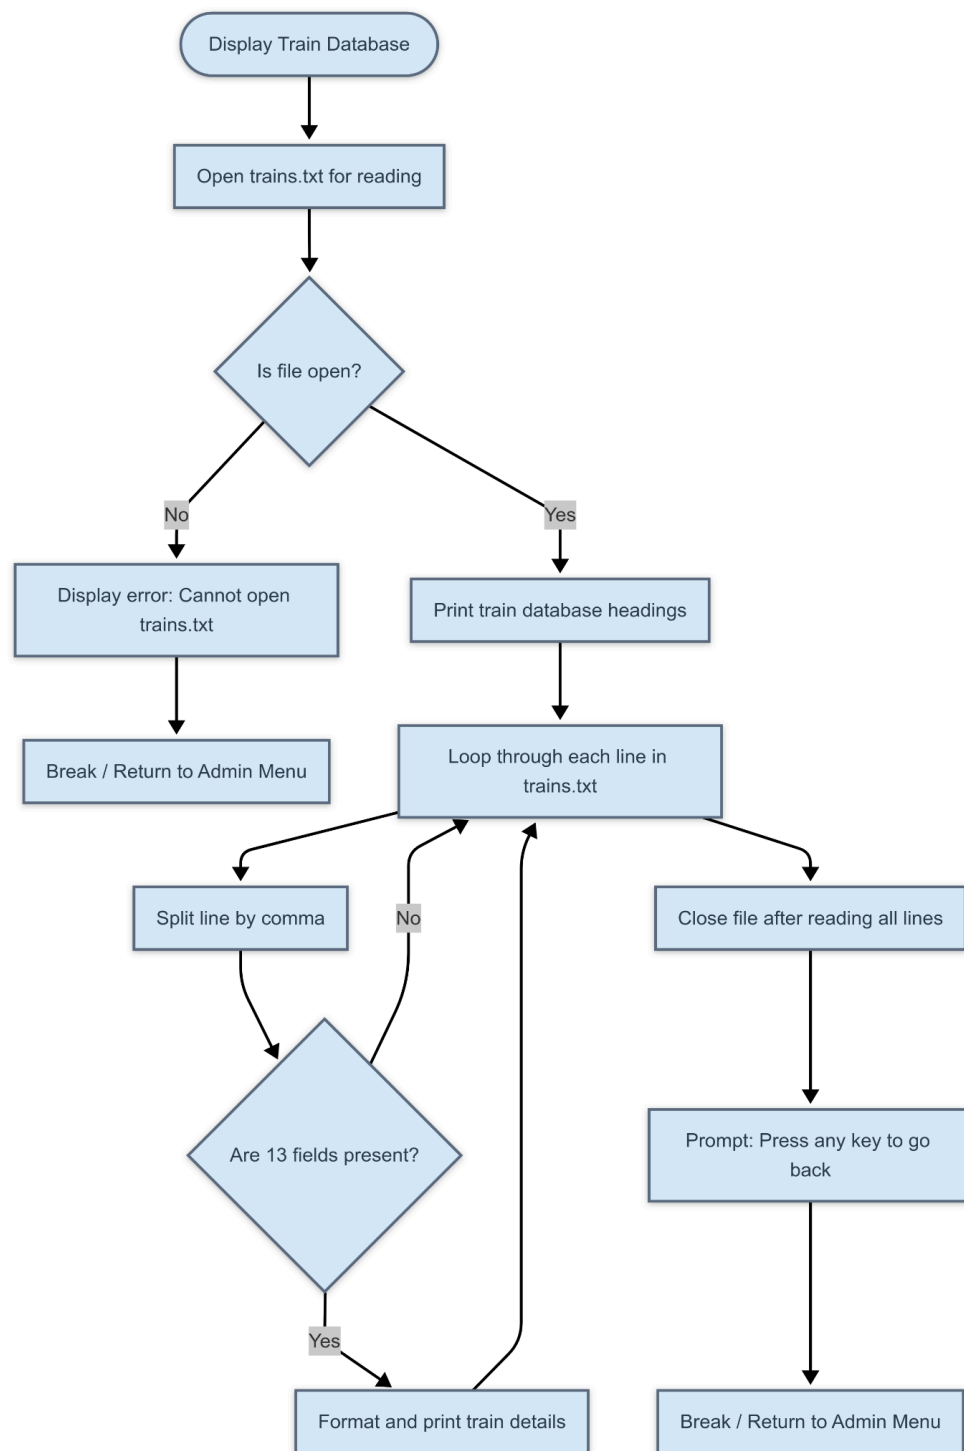 Display Train Database
Open trains.txt for reading
Is file open?
No
Yes
Display error: Cannot open
trains.txt
Print train database headings
Break / Return to Admin Menu
Loop through each line in
trains.txt
Split line by comma
No
Close file after reading all lines
Are 13 fields present?
Prompt: Press any key to go
back
Yes
Format and print train details
Break / Return to Admin Menu